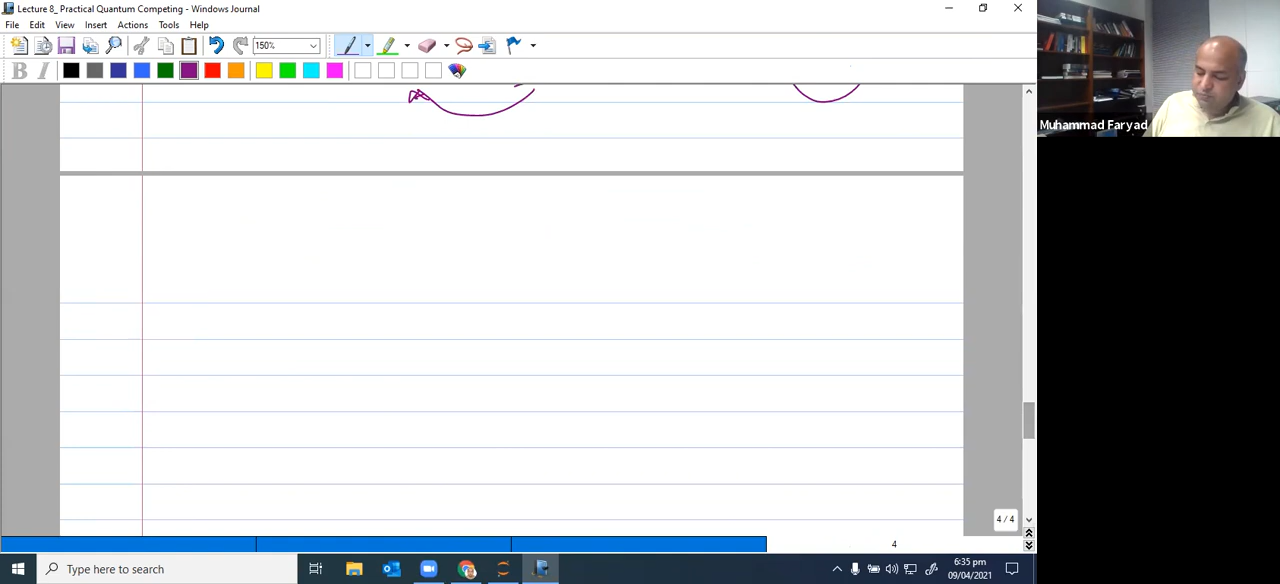 Lecture 8_ Practical Quantum Competing - Windows Journal
File Edit View Insert Actions Tools Help
150%
B I
Muhammad Faryad
4 / 4
4
Type here to search
6:35 pm
09/04/2021